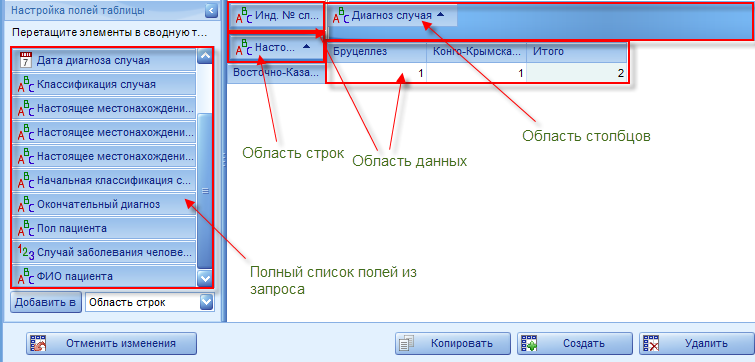 Настройка полей таблицы
Перетащите элементы в сводную т...
Дата диагноза случая
Классификация случая
Настоящее местонахождени...
Настоящее местонахождени...
Настоящее местонахождени...
Начальная классификация с...
Окончательный диагноз
Пол пациента
Случай заболевания челове...
ФИО пациента
Добавить в
Область строк
Инд. № сл...
Диагноз случая
Насто...
Бруцеллез
Конго-Крымска...
Итого
Восточно-Каза...
1
1
2
Область столбцов
Область строк
Область данных
Полный список полей из
запроса
Отменить изменения
Копировать
Создать
Удалить